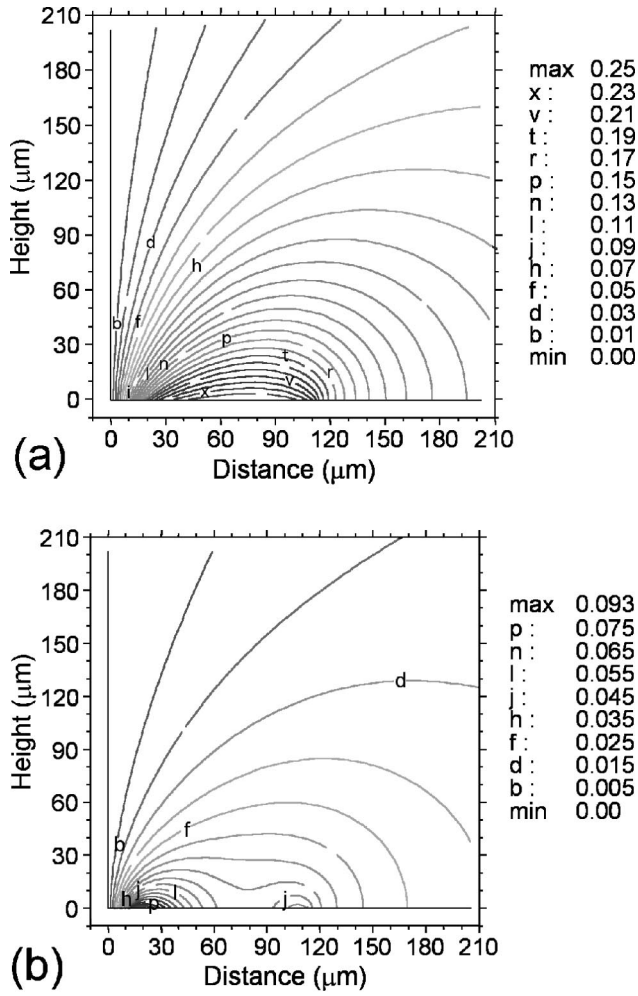 210
180
150
120
90
60
30
0
Height (μm)
d
h
b
f
p
t
n
l
r
v
i
x
0 30 60 90 120 150 180 210
Distance (μm)
(a)
max 0.25
x : 0.23
v : 0.21
t : 0.19
r : 0.17
p : 0.15
n : 0.13
l : 0.11
j : 0.09
h : 0.07
f : 0.05
d : 0.03
b : 0.01
min 0.00
210
180
150
120
90
60
30
0
Height (μm)
d
f
b
j
l
h
p
j
0 30 60 90 120 150 180 210
Distance (μm)
(b)
max 0.093
p : 0.075
n : 0.065
l : 0.055
j : 0.045
h : 0.035
f : 0.025
d : 0.015
b : 0.005
min 0.00